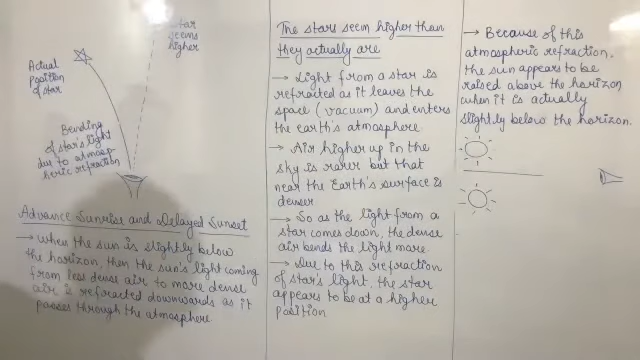 star
seems
higher
Actual
Position
of star
Bending
of star's light
due to atmosp-
heric refraction
Advance Sunrise and Delayed Sunset
→ When the sun is slightly below
the horizon, then the sun's light coming
from less dense air to more dense
air is refracted downwards as it
passes through the atmosphere
The stars seem higher than
they actually are
→ Light from a star is
refracted as it leaves the
space (vacuum) and enters
the earth's atmosphere
→ Air higher up in the
sky is rarer but that
near the Earth's surface is
denser
→ So as the light from a
star comes down, the dense
air bends the light more.
→ Due to this refraction
of star's light, the star
appears to be at a higher
position
→ Because of this
atmospheric refraction,
the sun appears to be
raised above the horizon
when it is actually
slightly below the horizon.